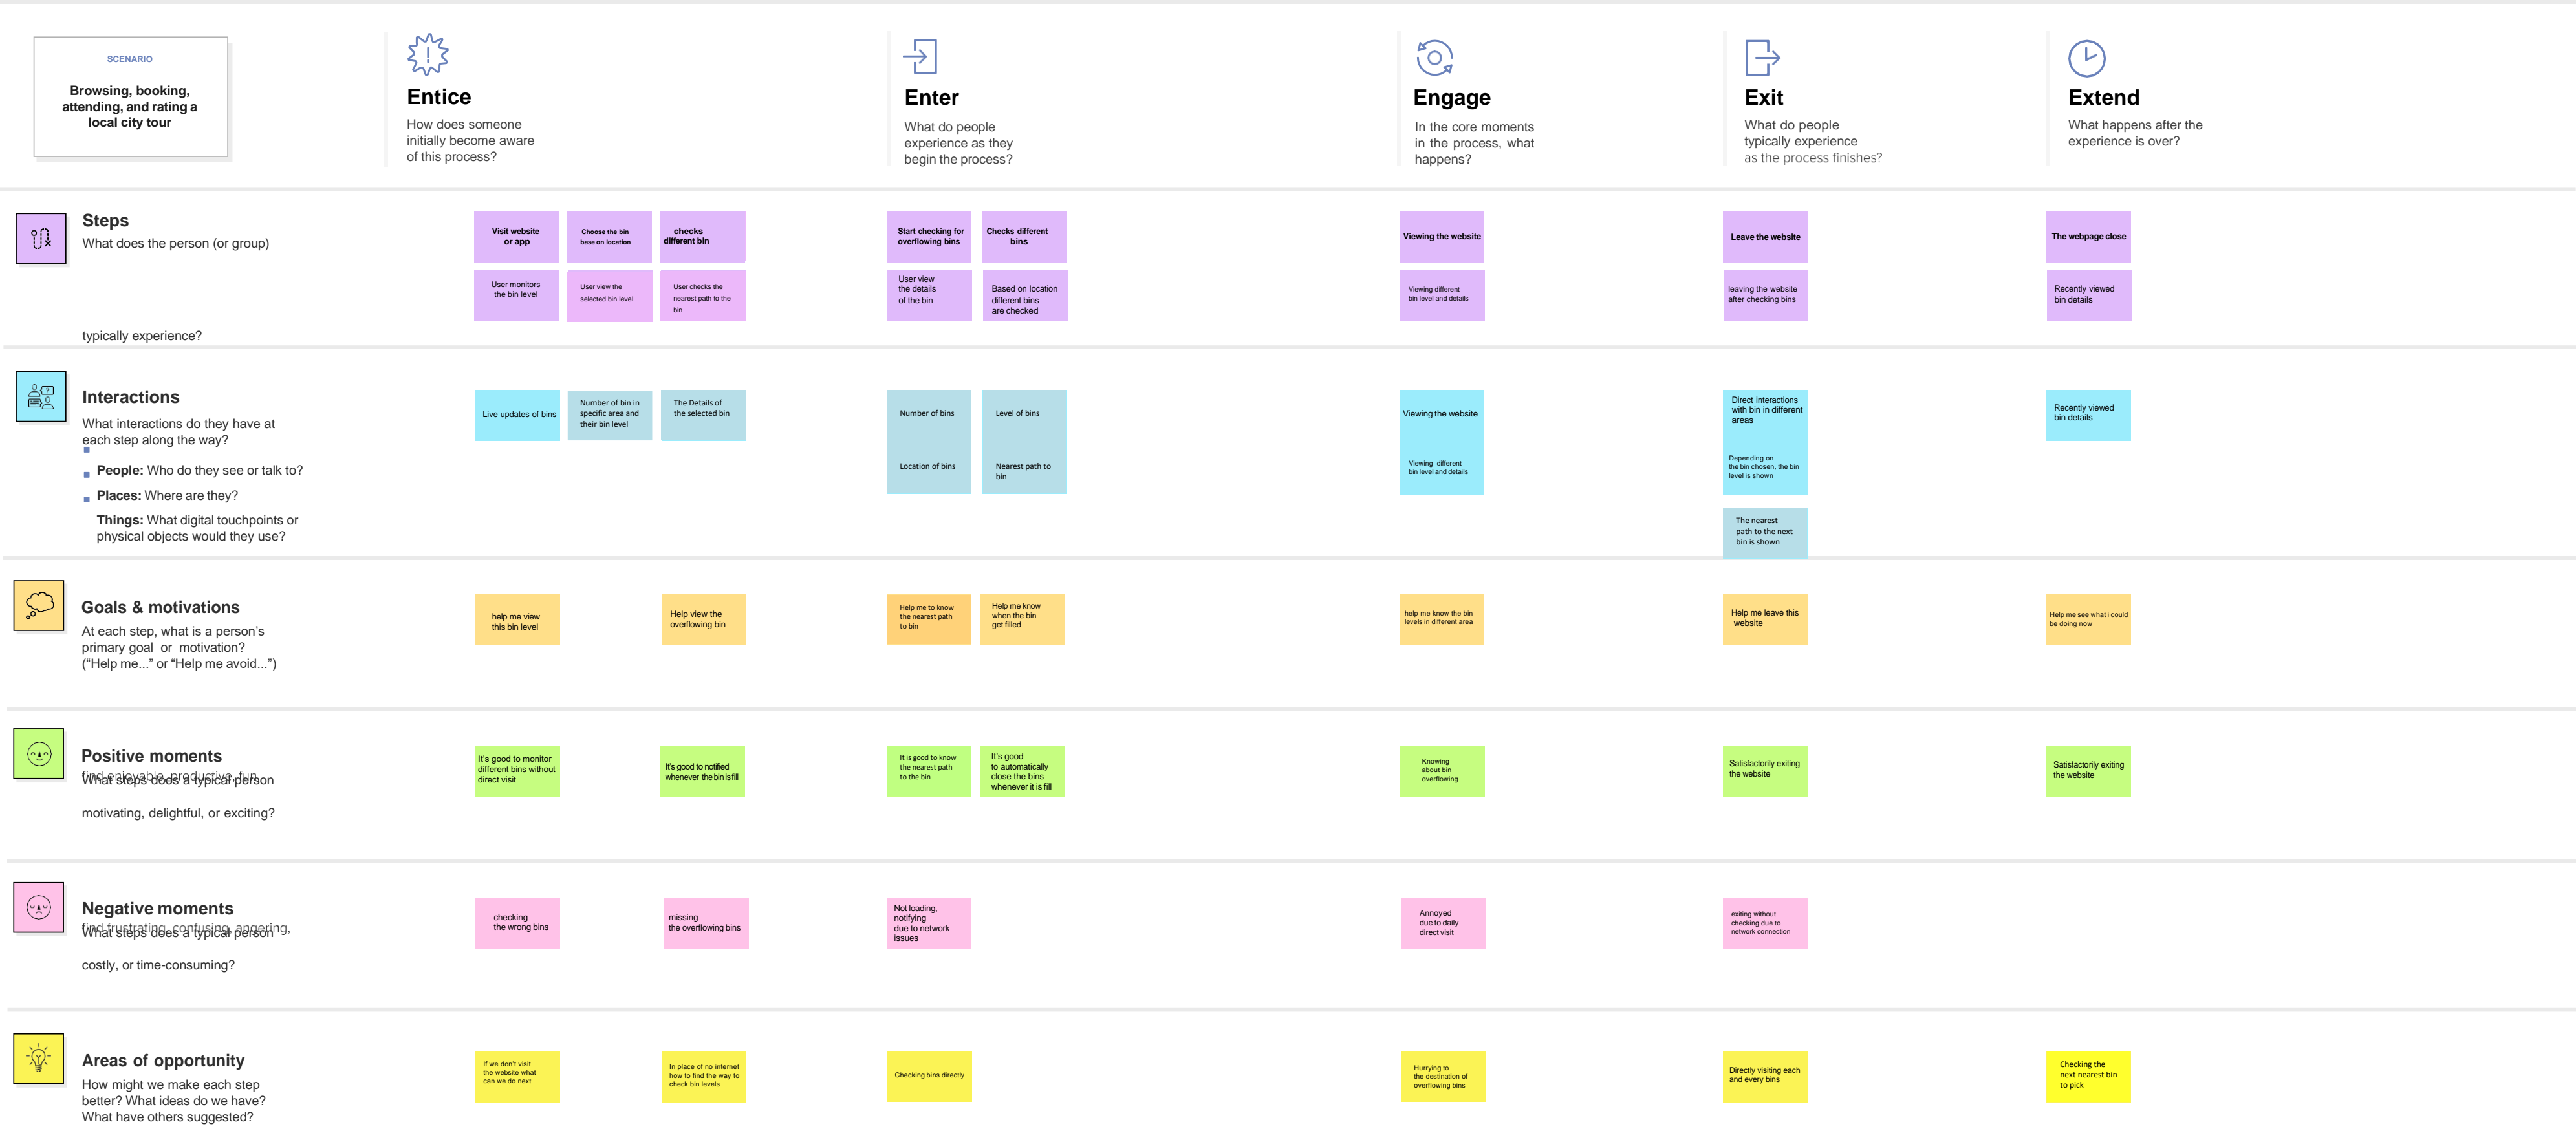 SCENARIO
Browsing, booking,
attending, and rating a
local city tour
Entice
How does someone
initially become aware
of this process?
Enter
What do people
experience as they
begin the process?
Engage
In the core moments
in the process, what
happens?
Exit
What do people
typically experience
as the process finishes?
Extend
What happens after the
experience is over?
Steps
What does the person (or group)
typically experience?
Visit website
or app
Choose the bin
base on location
checks
different bin
Start checking for
overflowing bins
Checks different
bins
Viewing the website
Leave the website
The webpage close
User monitors
the bin level
User view the
selected bin level
User checks the
nearest path to the
bin
User view
the details
of the bin
Based on location
different bins
are checked
Viewing different
bin level and details
leaving the website
after checking bins
Recently viewed
bin details
Interactions
What interactions do they have at
each step along the way?
People: Who do they see or talk to?
Places: Where are they?
Things: What digital touchpoints or
physical objects would they use?
Live updates of bins
Number of bin in
specific area and
their bin level
The Details of
the selected bin
Number of bins
Level of bins
Location of bins
Nearest path to
bin
Viewing the website
Viewing different
bin level and details
Direct interactions
with bin in different
areas
Depending on
the bin chosen, the bin
level is shown
The nearest
path to the next
bin is shown
Recently viewed
bin details
Goals & motivations
At each step, what is a person's
primary goal or motivation?
(“Help me...” or “Help me avoid...”)
help me view
this bin level
Help view the
overflowing bin
Help me to know
the nearest path
to bin
Help me know
when the bin
get filled
help me know the bin
levels in different area
Help me leave this
website
Help me see what i could
be doing now
Positive moments
What steps does a typical person
find enjoyable, productive, fun,
motivating, delightful, or exciting?
It's good to monitor
different bins without
direct visit
It's good to notified
whenever the bin is fill
It is good to know
the nearest path
to the bin
It's good
to automatically
close the bins
whenever it is fill
Knowing
about bin
overflowing
Satisfactorily exiting
the website
Satisfactorily exiting
the website
Negative moments
What steps does a typical person
find frustrating, confusing, angering,
costly, or time-consuming?
checking
the wrong bins
missing
the overflowing bins
Not loading,
notifying
due to network
issues
Annoyed
due to daily
direct visit
exiting without
checking due to
network connection
Areas of opportunity
How might we make each step
better? What ideas do we have?
What have others suggested?
If we don't visit
the website what
can we do next
In place of no internet
how to find the way to
check bin levels
Checking bins directly
Hurrying to
the destination of
overflowing bins
Directly visiting each
and every bins
Checking the
next nearest bin
to pick